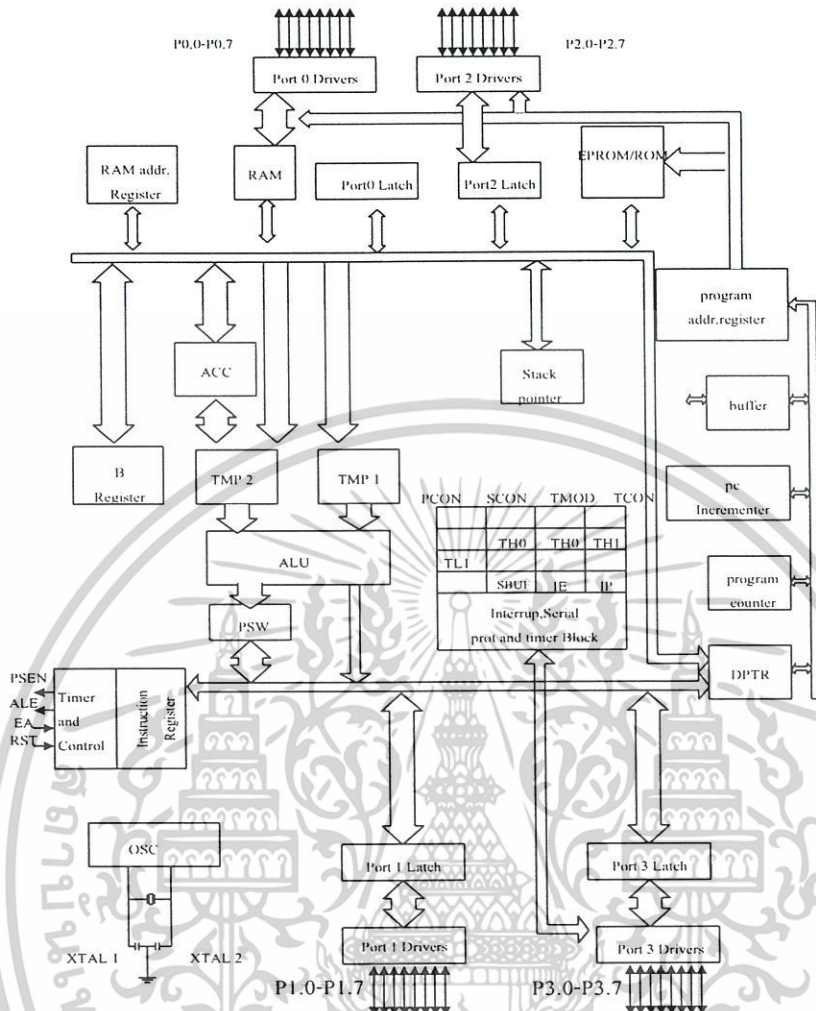 P0.0-P0.7
P2.0-P2.7
Port 0 Drivers
Port 2 Drivers
RAM addr.
Register
RAM
Port0 Latch
Port2 Latch
EPROM/ROM
program
addr.register
ACC
Stack
pointer
buffer
B
Register
TMP 2
TMP 1
PCON SCON TMOD TCON
pc
Incrementer
TH0 TH0 TH1
TL1
SBUF IE IP
ALU
Interrup,Serial
prot and timer Block
program
counter
PSW
DPTR
PSEN
ALE
EA
RST
Timer
and
Control
Instruction
Register
OSC
Port 1 Latch
Port 3 Latch
XTAL 1
XTAL 2
Port 1 Drivers
Port 3 Drivers
P1.0-P1.7
P3.0-P3.7